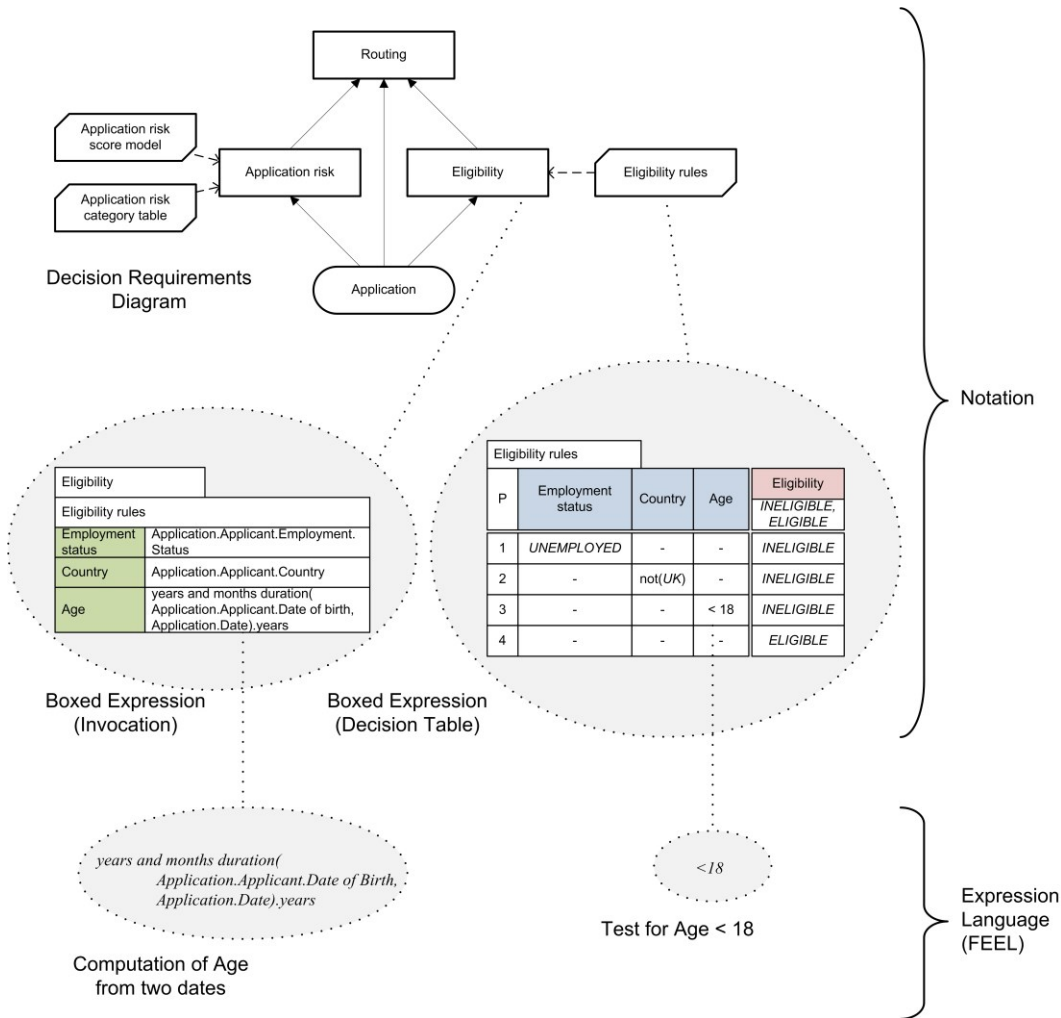 Routing
Application risk
score model
Application risk
Eligibility
Eligibility rules
Application risk
category table
Decision Requirements
Diagram
Application
Notation
Eligibility
Eligibility rules
Employment
status
Application.Applicant.Employment.
Status
Country
Application.Applicant.Country
Age
years and months duration(
Application.Applicant.Date of birth,
Application.Date).years
Boxed Expression
(Invocation)
Eligibility rules
P
Employment
status
Country
Age
Eligibility
INELIGIBLE,
ELIGIBLE
1 UNEMPLOYED - - INELIGIBLE
2 - not(UK) - INELIGIBLE
3 - - < 18 INELIGIBLE
4 - - - ELIGIBLE
Boxed Expression
(Decision Table)
years and months duration(
Application.Applicant.Date of Birth,
Application.Date).years
Computation of Age
from two dates
<18
Test for Age < 18
Expression
Language
(FEEL)